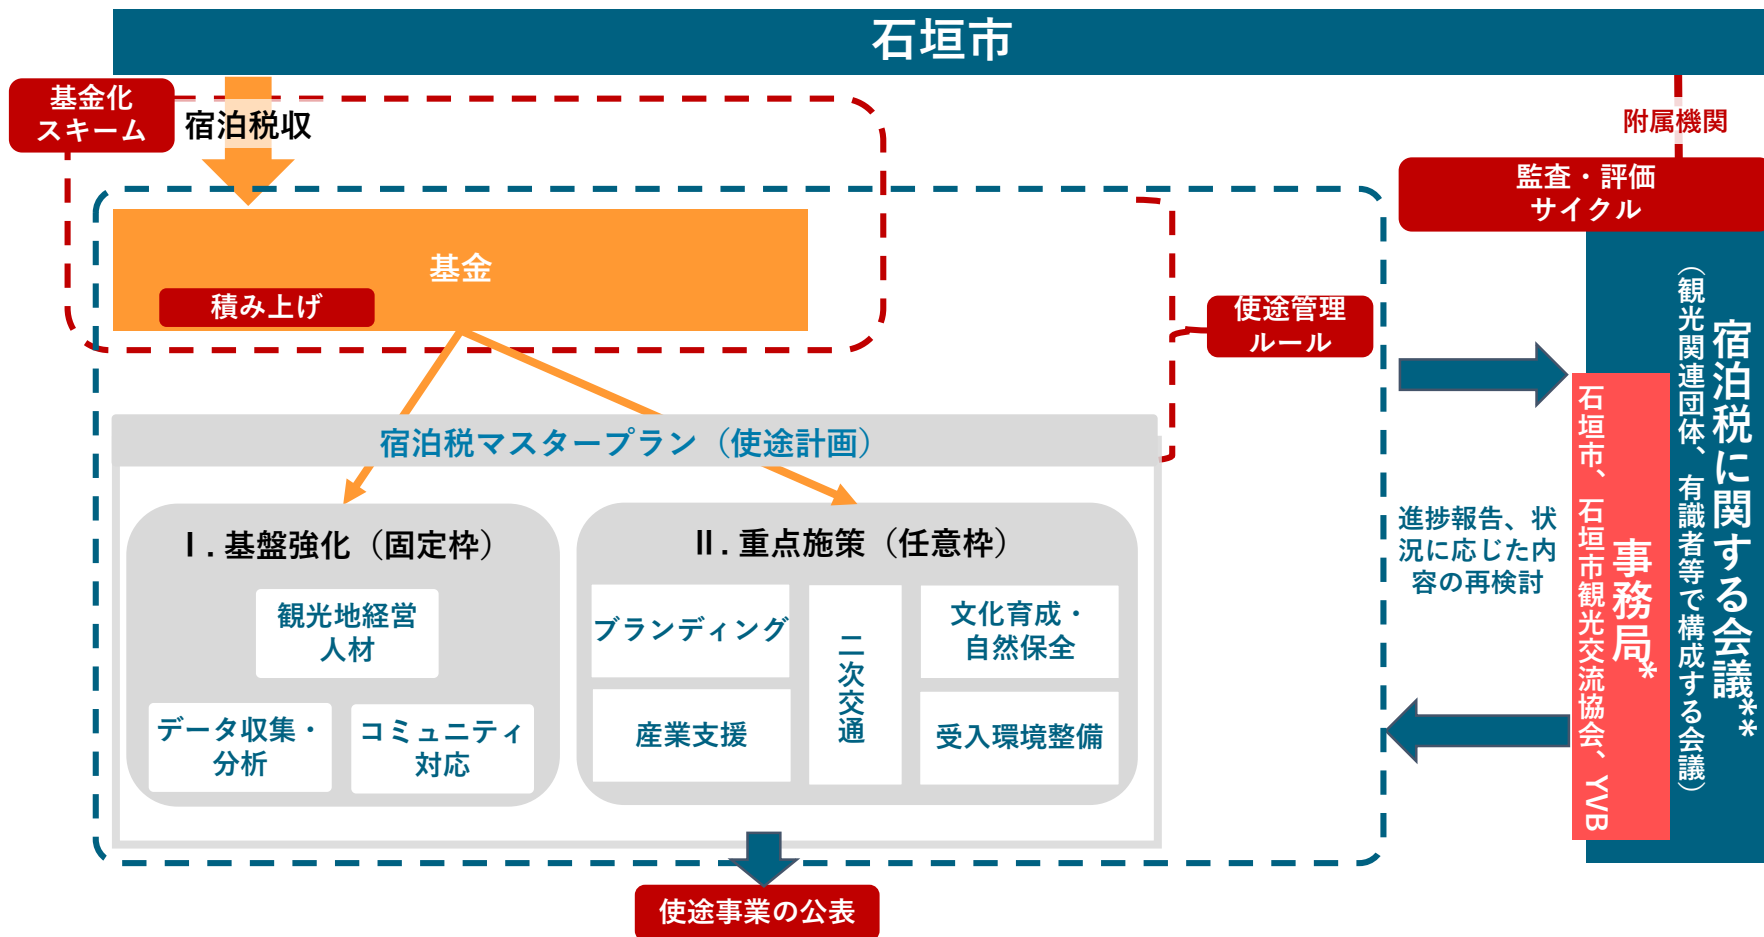 石垣市
基金化
スキーム
宿泊税収
附属機関
監査・評価
サイクル
基金
積み上げ
使途管理
ルール
宿泊税マスタープラン（使途計画）
Ⅰ．基盤強化（固定枠）
観光地経営
人材
データ収集・
分析
コミュニティ
対応
Ⅱ．重点施策（任意枠）
ブランディング
産業支援
二次交通
文化育成・
自然保全
受入環境整備
進捗報告、状
況に応じた内
容の再検討
宿泊税に関する会議**
（観光関連団体、有識者等で構成する会議）
事務局*
石垣市、石垣市観光交流協会、YVB
使途事業の公表